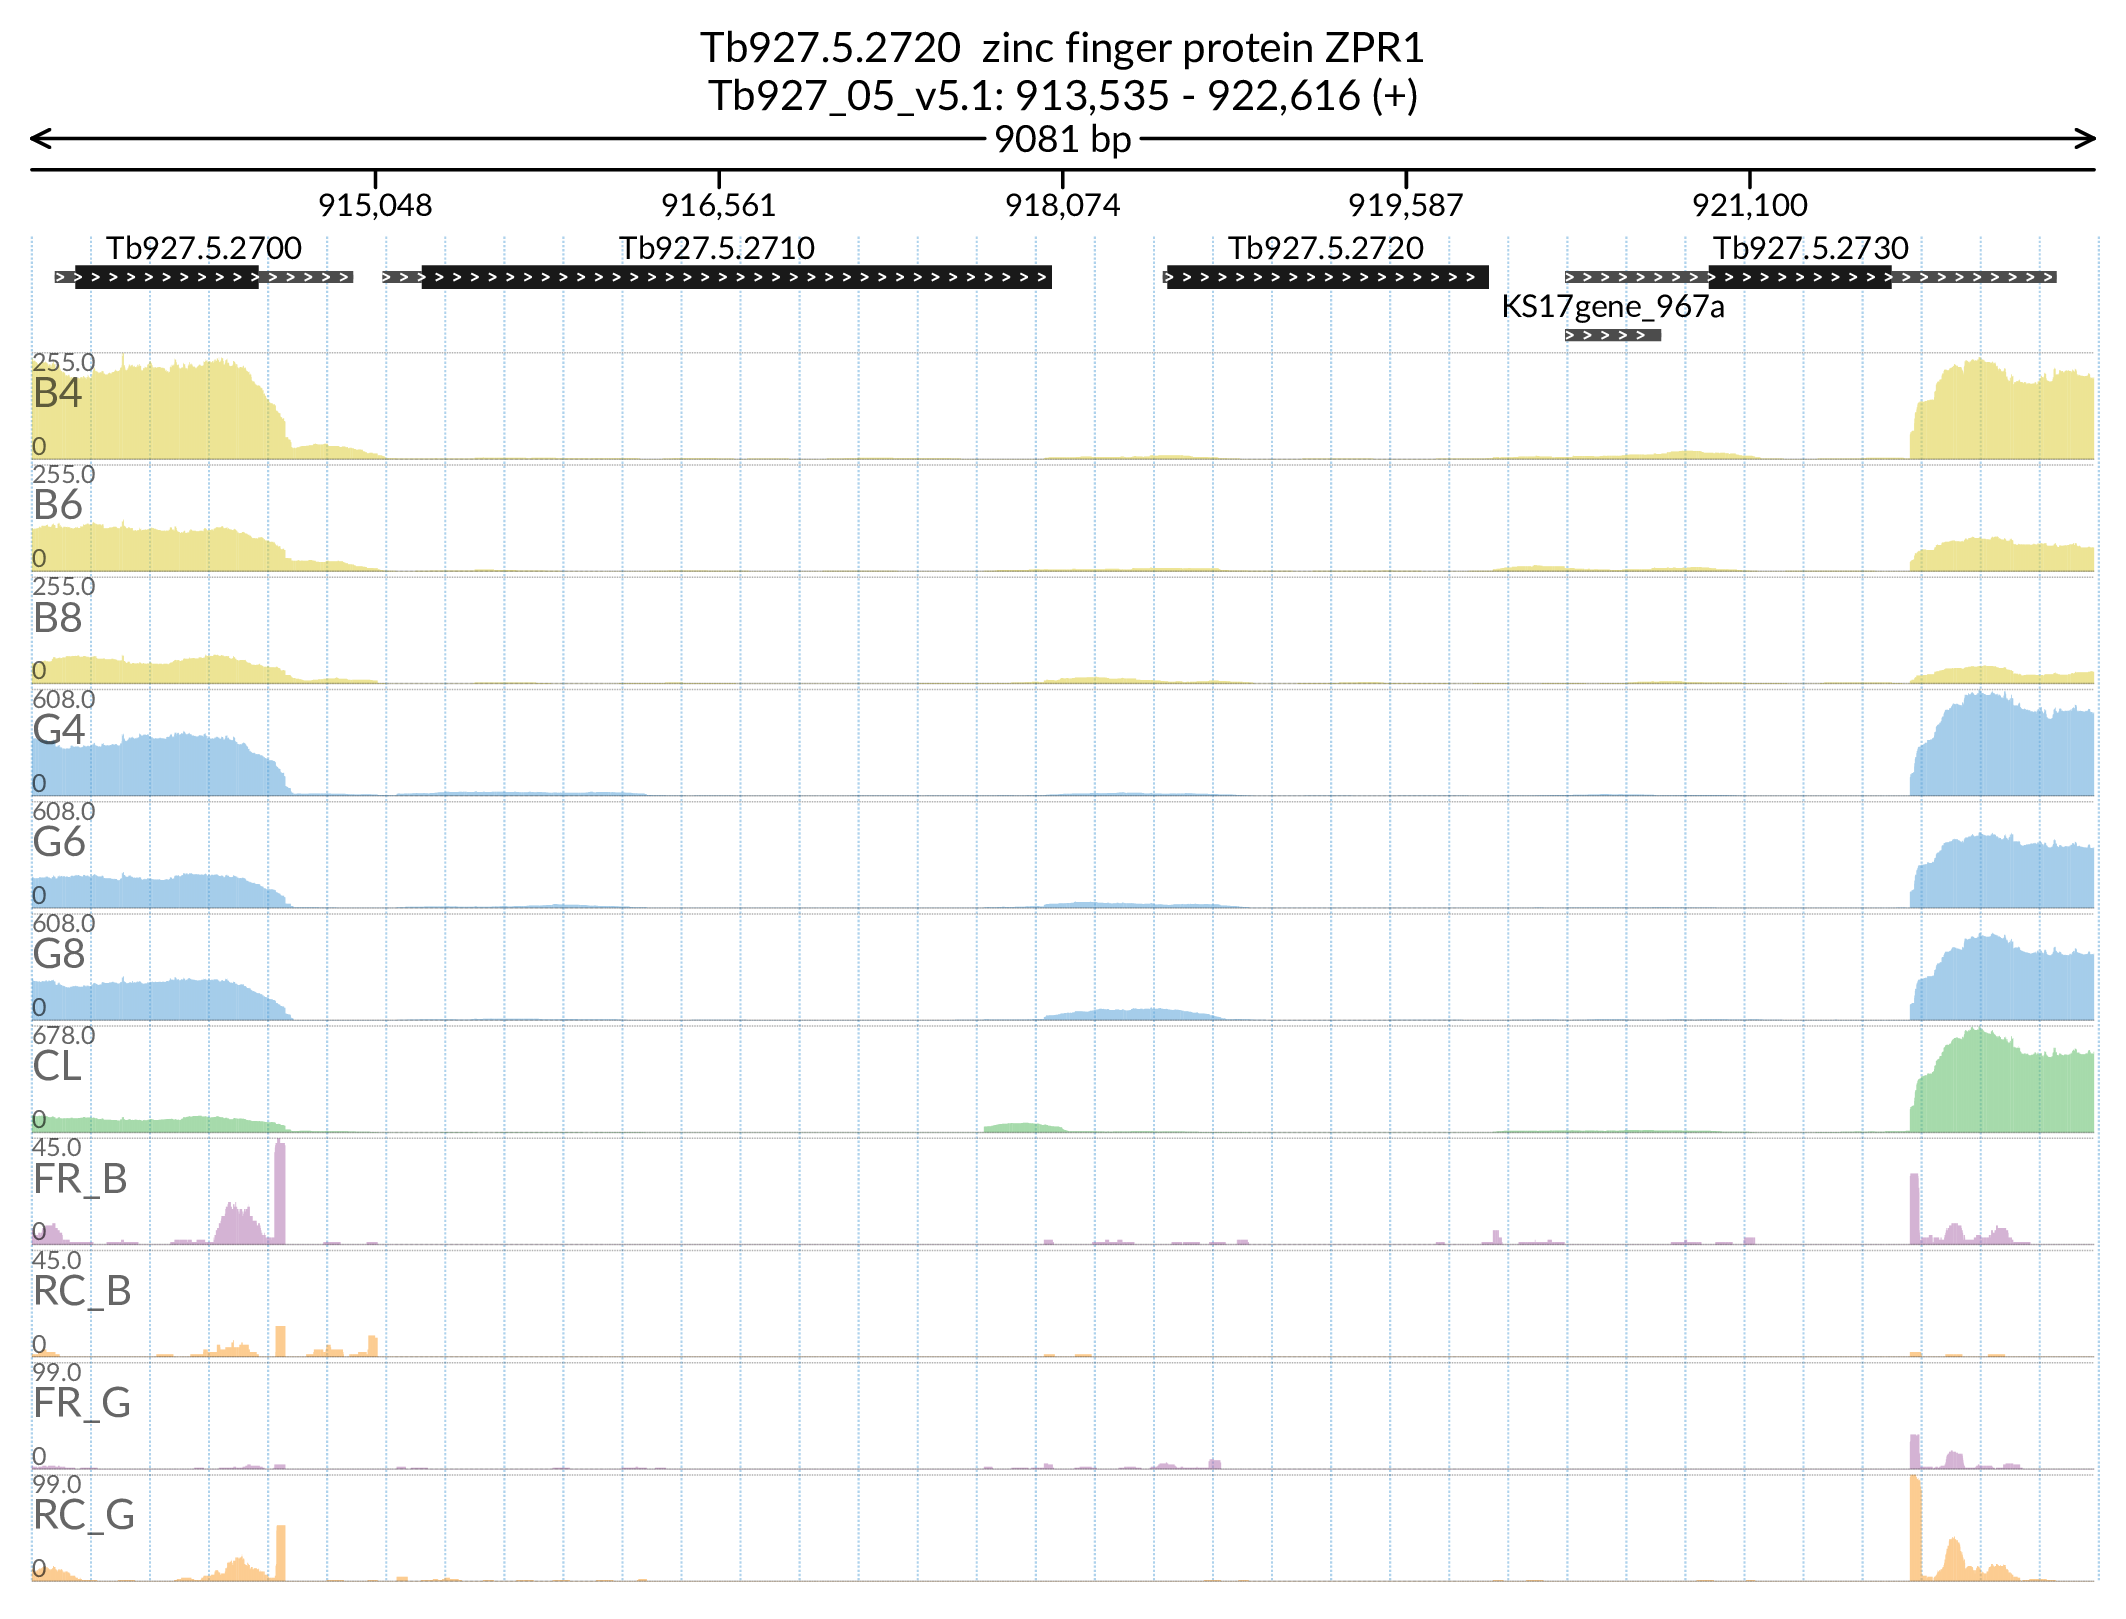 Tb927.5.2720  zinc finger protein ZPR1
Tb927_05_v5.1: 913,535 - 922,616 (+)
9081 bp
915,048 916,561 918,074 919,587 921,100
Tb927.5.2700 Tb927.5.2710 Tb927.5.2720 Tb927.5.2730
KS17gene_967a
255.0
B4
0
255.0
B6
0
255.0
B8
0
608.0
G4
0
608.0
G6
0
608.0
G8
0
678.0
CL
0
45.0
FR_B
0
45.0
RC_B
0
99.0
FR_G
0
99.0
RC_G
0